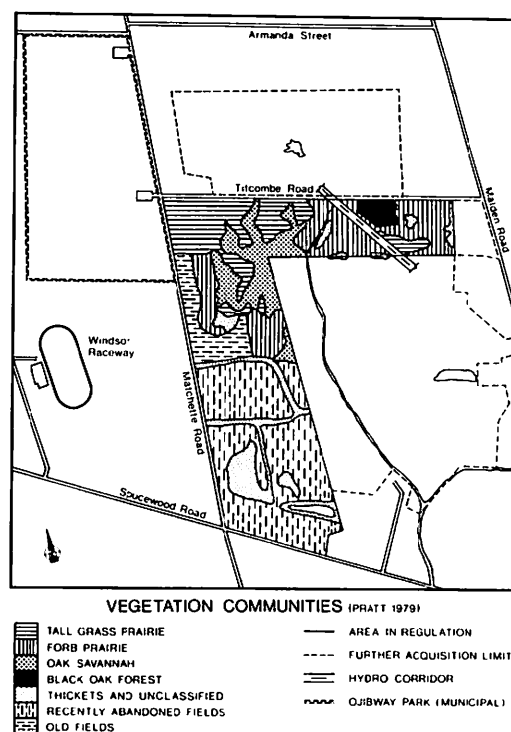 Armanda Street
Titcombe Road
Malden Road
Windsor
Raceway
Matchette Road
Spucewood Road
VEGETATION COMMUNITIES (PRATT 1979)
TALL GRASS PRAIRIE
FORB PRAIRIE
OAK SAVANNAH
BLACK OAK FOREST
THICKETS AND UNCLASSIFIED
RECENTLY ABANDONED FIELDS
OLD FIELDS
AREA IN REGULATION
FURTHER ACQUISITION LIMIT
HYDRO CORRIDOR
OJIBWAY PARK (MUNICIPAL)